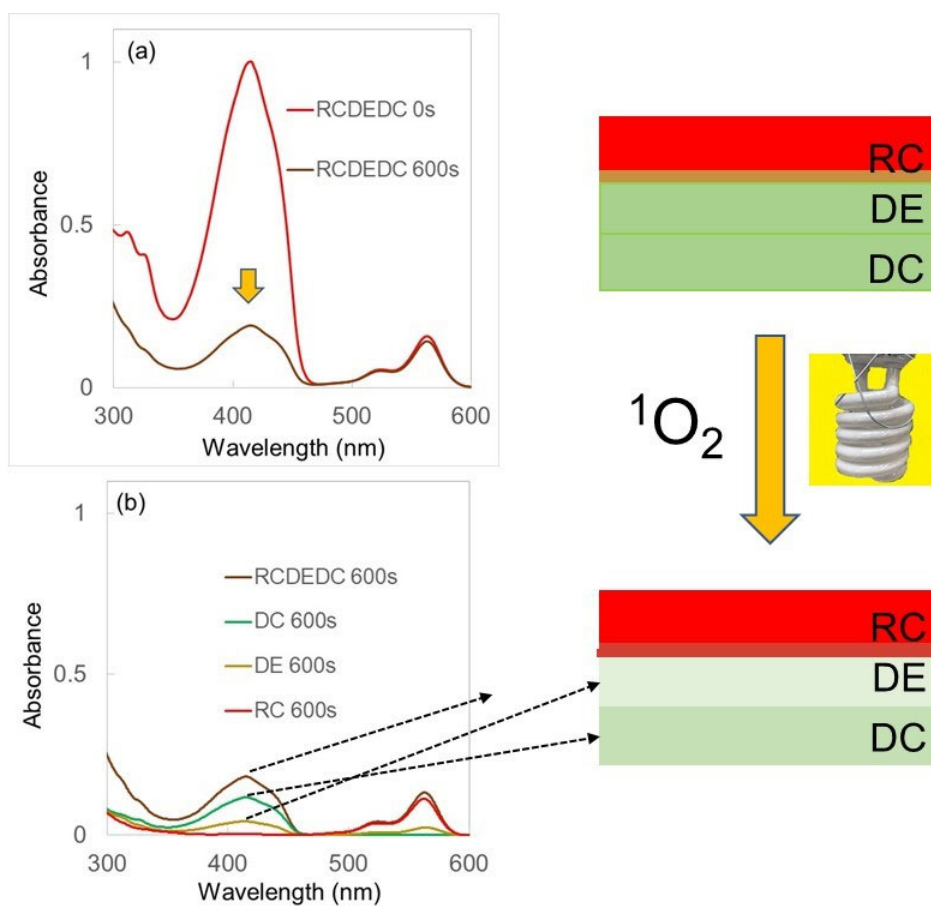 (a)
1
0.5
0
Absorbance
RCDEDC 0s
RCDEDC 600s
300
400
500
600
Wavelength (nm)
(b)
1
0.5
0
Absorbance
RCDEDC 600s
DC 600s
DE 600s
RC 600s
300
400
500
600
Wavelength (nm)
RC
DE
DC
¹O₂
RC
DE
DC